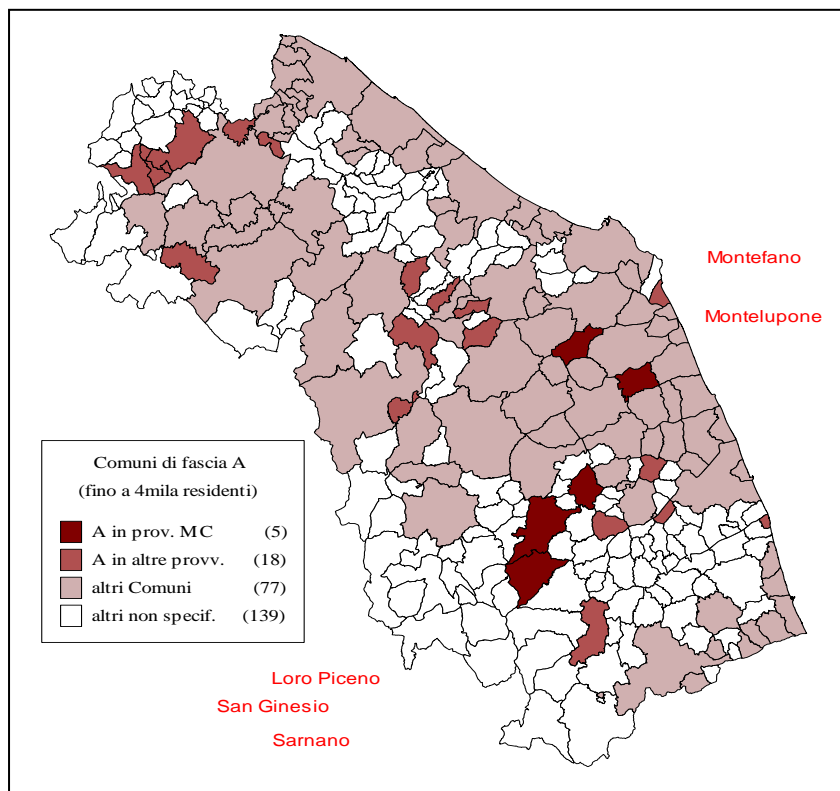 Montefano
Montelupone
Comuni di fascia A
(fino a 4mila residenti)
A in prov. MC (5)
A in altre provv. (18)
altri Comuni (77)
altri non specif. (139)
Loro Piceno
San Ginesio
Sarnano